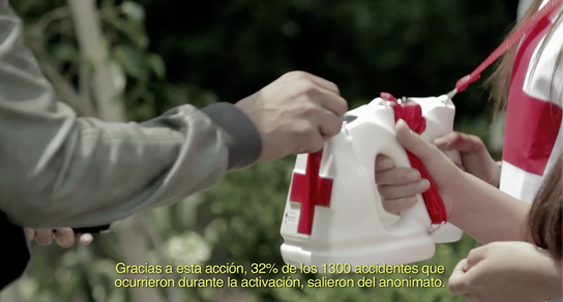 Gracias a esta acción, 32% de los 1300 accidentes que
ocurrieron durante la activación, salieron del anonimato.